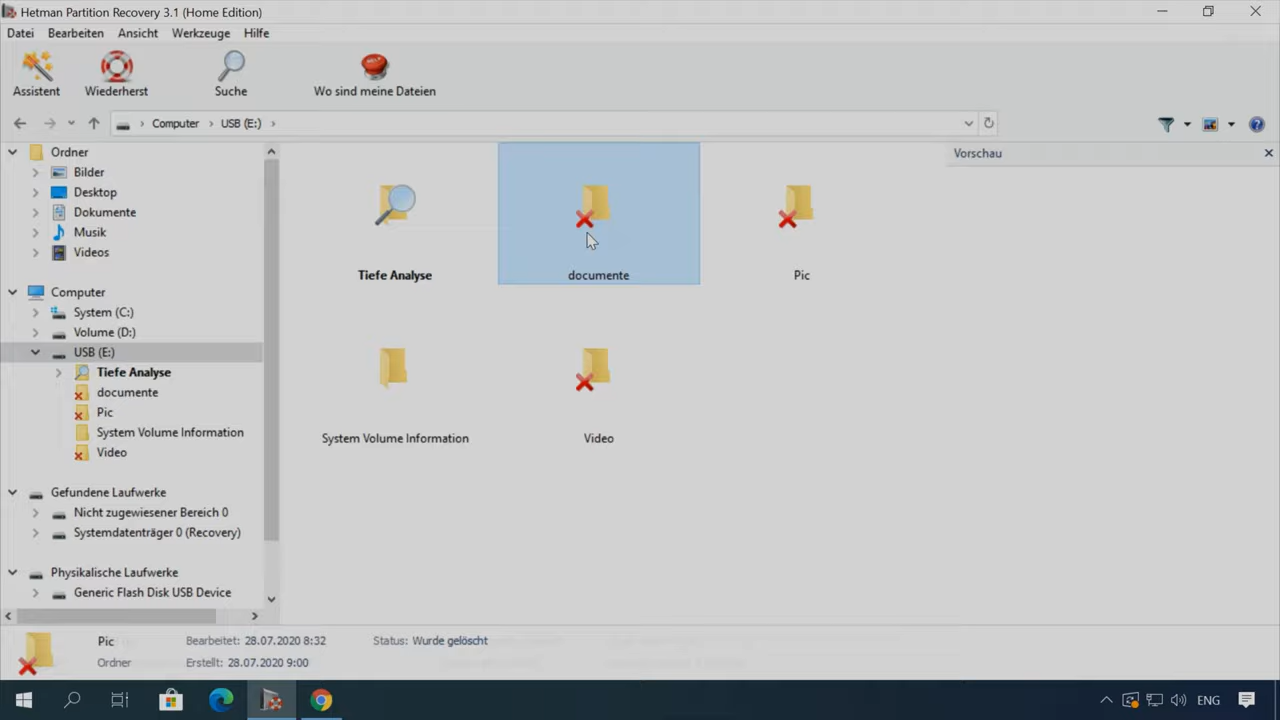 Hetman Partition Recovery 3.1 (Home Edition)
Datei Bearbeiten Ansicht Werkzeuge Hilfe
Assistent Wiederherst Suche Wo sind meine Dateien
Computer USB (E:)
Ordner
Bilder
Desktop
Dokumente
Musik
Videos
Computer
System (C:)
Volume (D:)
USB (E:)
Tiefe Analyse
documente
Pic
System Volume Information
Video
Gefundene Laufwerke
Nicht zugewiesener Bereich 0
Systemdatenträger 0 (Recovery)
Physikalische Laufwerke
Generic Flash Disk USB Device
Tiefe Analyse documente Pic
System Volume Information Video
Vorschau
Pic Bearbeitet: 28.07.2020 8:32 Status: Wurde gelöscht
Ordner Erstellt: 28.07.2020 9:00
ENG